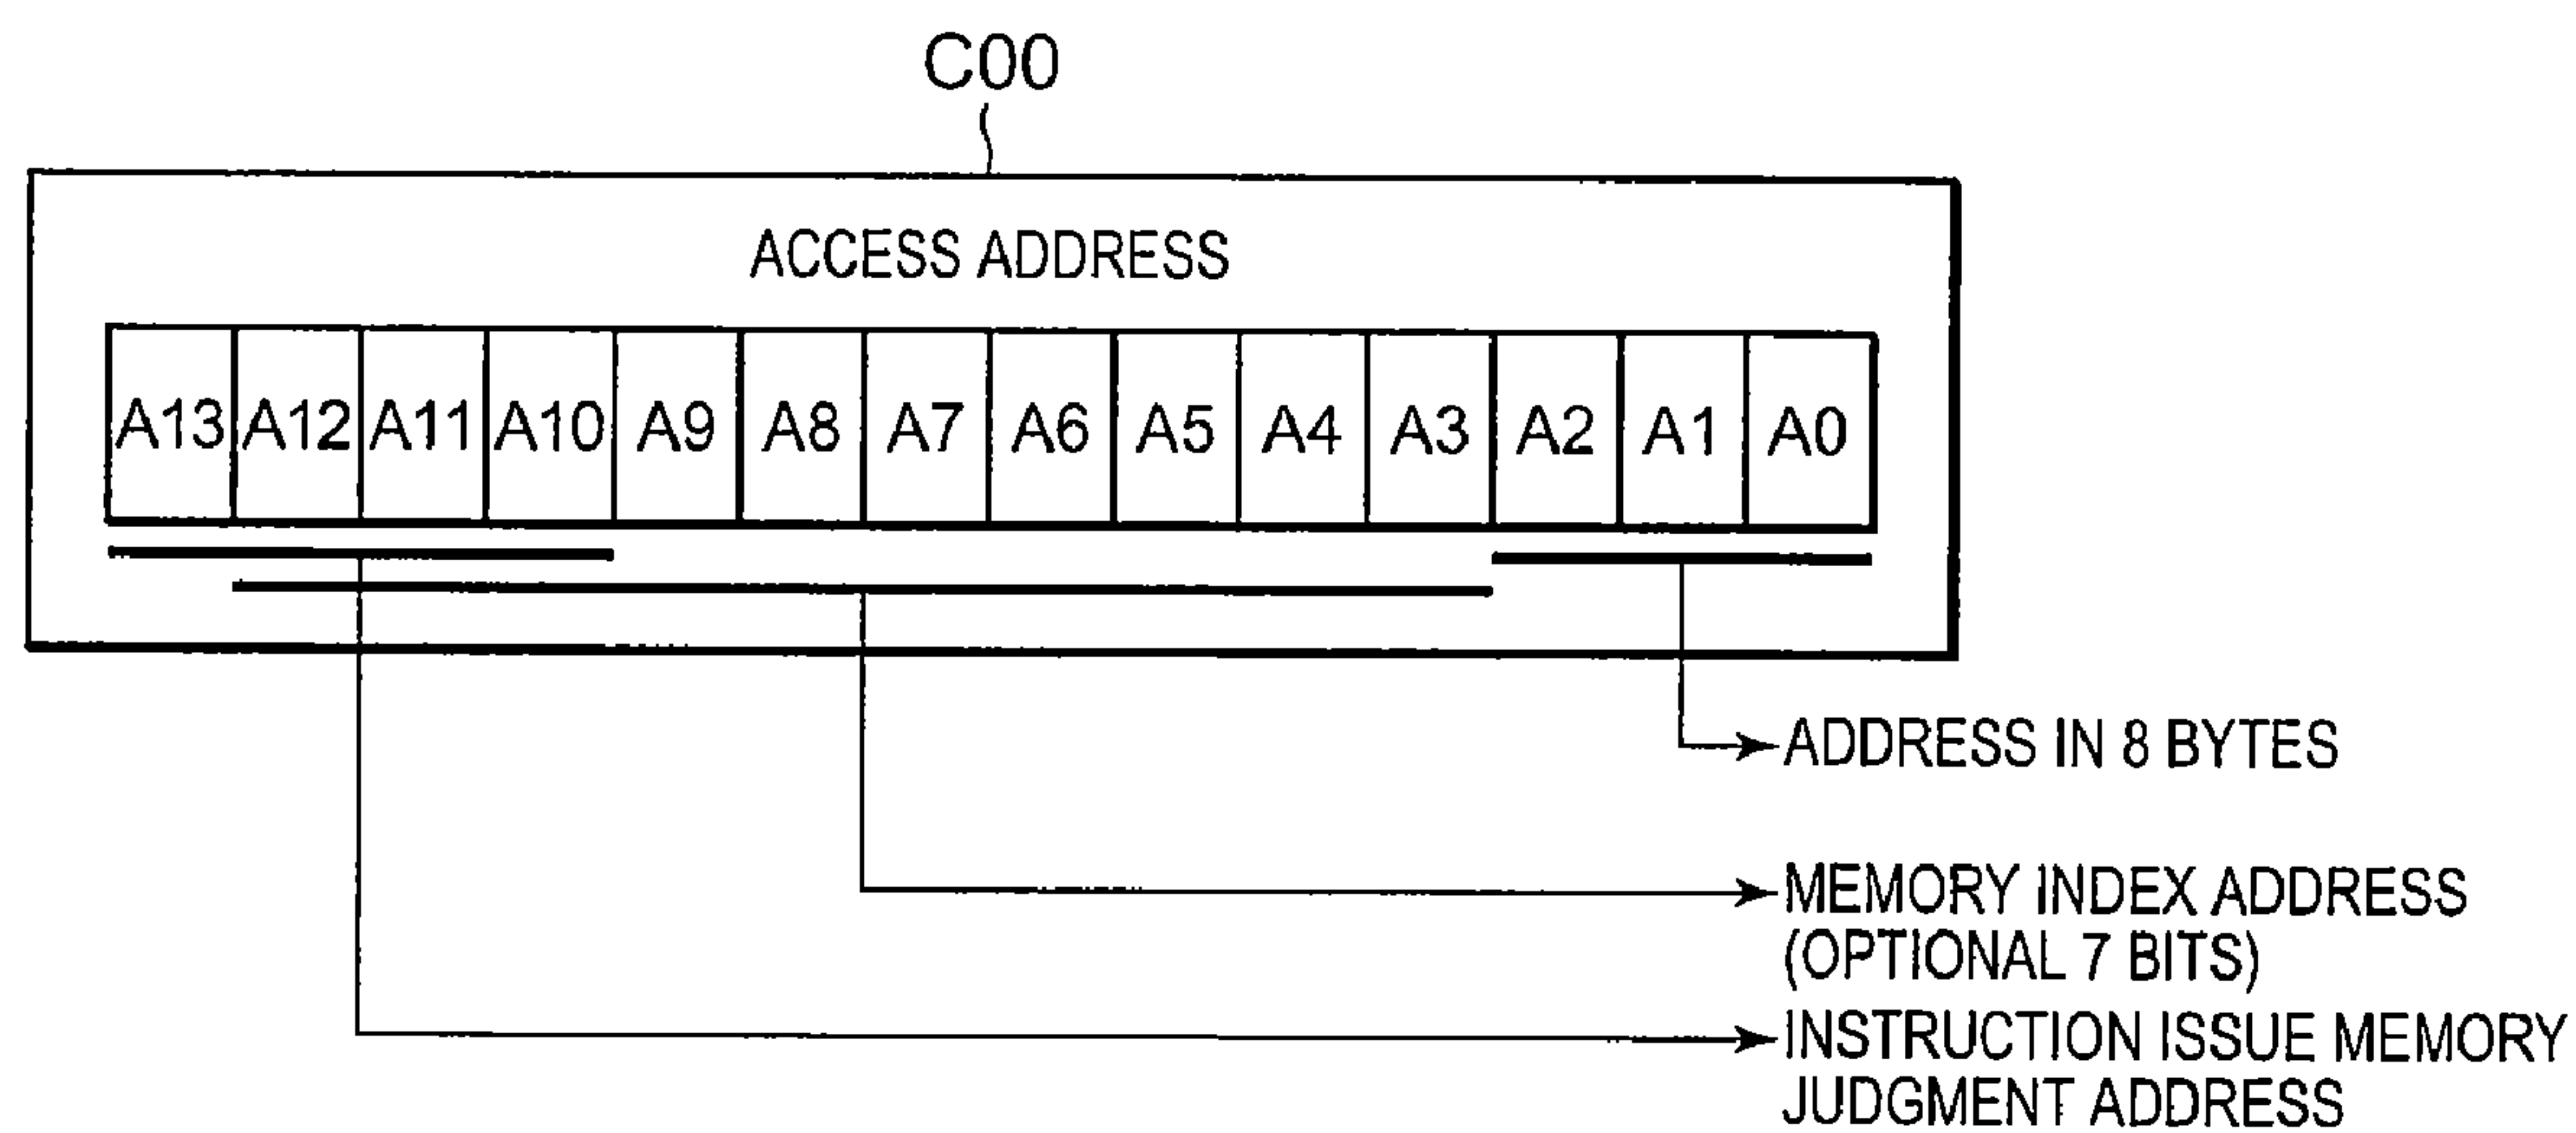 C00
ACCESS ADDRESS
A13 A12 A11 A10 A9 A8 A7 A6 A5 A4 A3 A2 A1 A0
ADDRESS IN 8 BYTES
MEMORY INDEX ADDRESS
(OPTIONAL 7 BITS)
INSTRUCTION ISSUE MEMORY
JUDGMENT ADDRESS